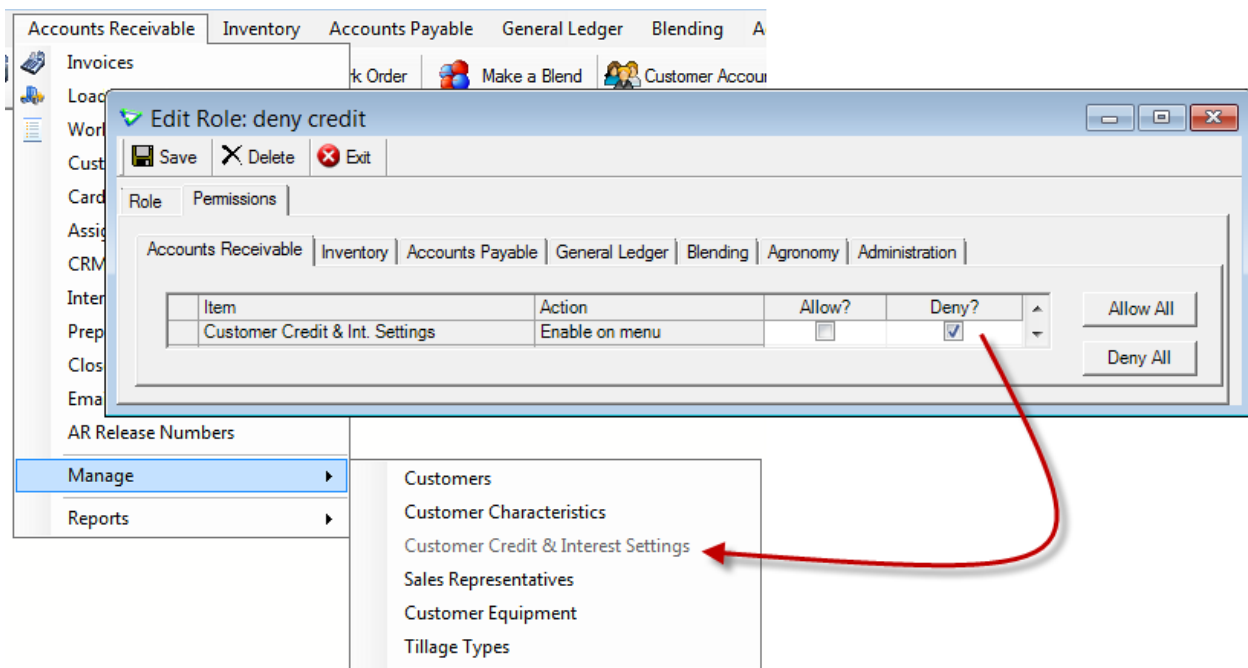 Accounts Receivable Inventory Accounts Payable General Ledger Blending
Invoices
Order Make a Blend Customer
Edit Role: deny credit
Save Delete Exit
Role Permissions
Accounts Receivable Inventory Accounts Payable General Ledger Blending Agronomy Administration
Item Action Allow? Deny? Allow All
Customer Credit & Int. Settings Enable on menu
Deny All
CRM
AR Release Numbers
Manage
Reports
Customers
Customer Characteristics
Customer Credit & Interest Settings
Sales Representatives
Customer Equipment
Tillage Types